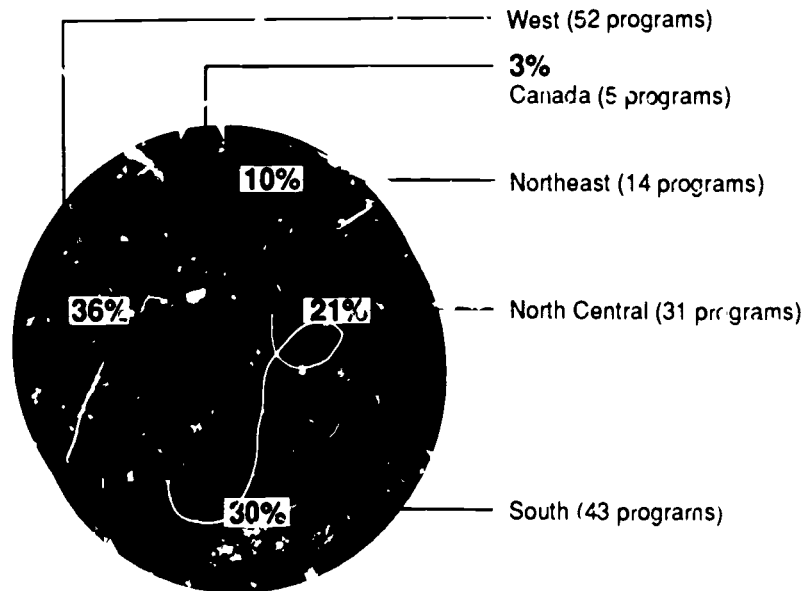 West (52 programs)
3%
Canada (5 programs)
10%
Northeast (14 programs)
36%
21%
North Central (31 programs)
30%
South (43 programs)